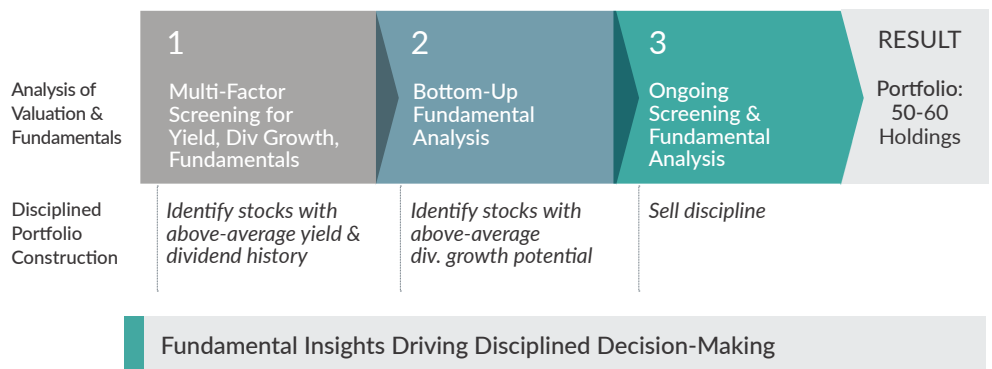 Analysis of
Valuation &
Fundamentals
1
Multi-Factor
Screening for
Yield, Div Growth,
Fundamentals
2
Bottom-Up
Fundamental
Analysis
3
Ongoing
Screening &
Fundamental
Analysis
RESULT
Portfolio:
50-60
Holdings
Disciplined
Portfolio
Construction
Identify stocks with
above-average yield &
dividend history
Identify stocks with
above-average
div. growth potential
Sell discipline
Fundamental Insights Driving Disciplined Decision-Making